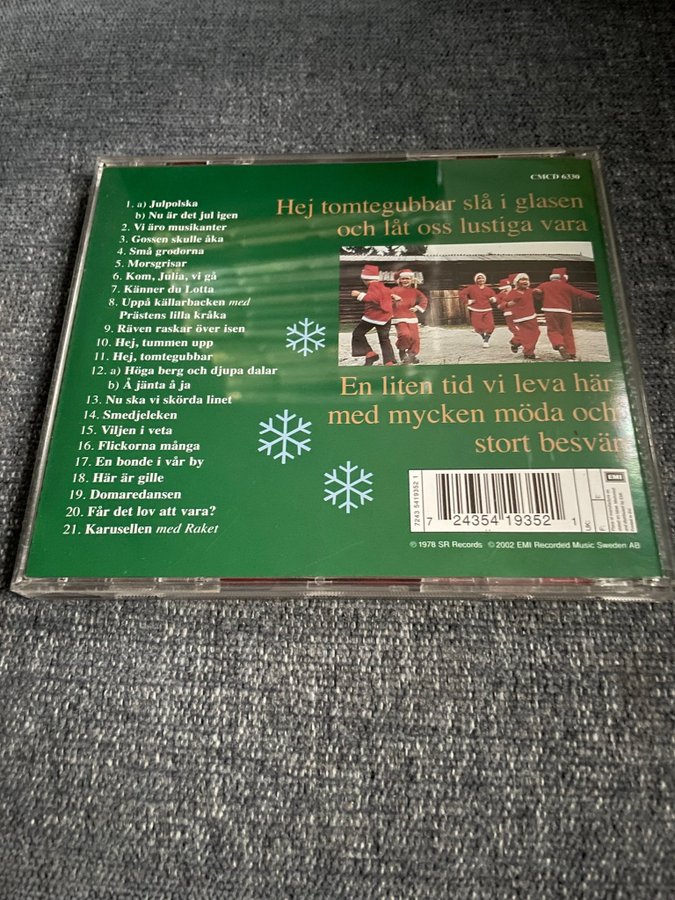 CMCD 6330
1. a) Julpolska
b) Nu är det jul igen
2. Vi äro musikanter
3. Gossen skulle åka
4. Små grodorna
5. Morsgrisar
6. Kom, Julia, vi gå
7. Känner du Lotta
8. Uppå källarbacken med
Prästens lilla kråka
9. Räven raskar över isen
10. Hej, tummen upp
11. Hej, tomtegubbar
12. a) Höga berg och djupa dalar
b) Å jänta å ja
13. Nu ska vi skörda linet
14. Smedjeleken
15. Viljen i veta
16. Flickorna många
17. En bonde i vår by
18. Här är gille
19. Domaredansen
20. Får det lov att vara?
21. Karusellen med Raket
Hej tomtegubbar slå i glasen
och låt oss lustiga vara
En liten tid vi leva här
med mycken möda och
stort besvär
7243 5419352 1
7 24354 19352 1
UK:
F:
EMI
℗ 1978 SR Records © 2002 EMI Recorded Music Sweden AB